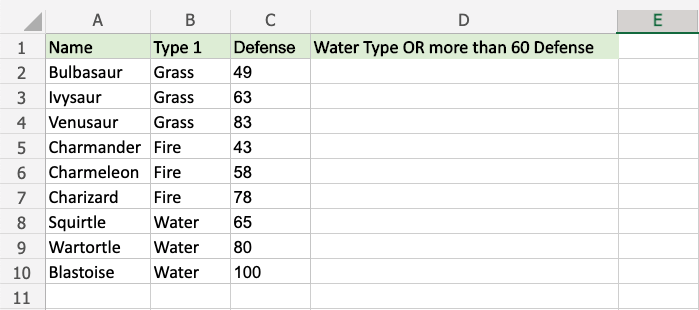 A B C D E
1 Name Type 1 Defense Water Type OR more than 60 Defense
2 Bulbasaur Grass 49
3 Ivysaur Grass 63
4 Venusaur Grass 83
5 Charmander Fire 43
6 Charmeleon Fire 58
7 Charizard Fire 78
8 Squirtle Water 65
9 Wartortle Water 80
10 Blastoise Water 100
11